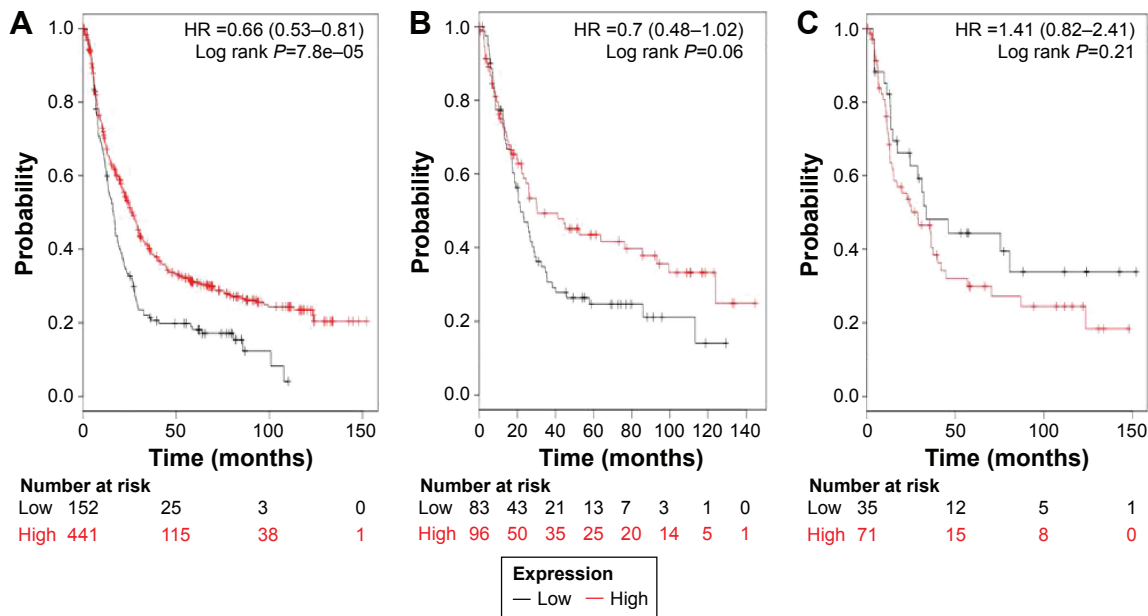 A
HR =0.66 (0.53–0.81)
Log rank P=7.8e–05
Probability
1.0
0.8
0.6
0.4
0.2
0.0
0 50 100 150
Time (months)
Number at risk
Low 152 25 3 0
High 441 115 38 1
B
HR =0.7 (0.48–1.02)
Log rank P=0.06
Probability
1.0
0.8
0.6
0.4
0.2
0.0
0 20 40 60 80 100 120 140
Time (months)
Number at risk
Low 83 43 21 13 7 3 1 0
High 96 50 35 25 20 14 5 1
C
HR =1.41 (0.82–2.41)
Log rank P=0.21
Probability
1.0
0.8
0.6
0.4
0.2
0.0
0 50 100 150
Time (months)
Number at risk
Low 35 12 5 1
High 71 15 8 0
Expression
Low High